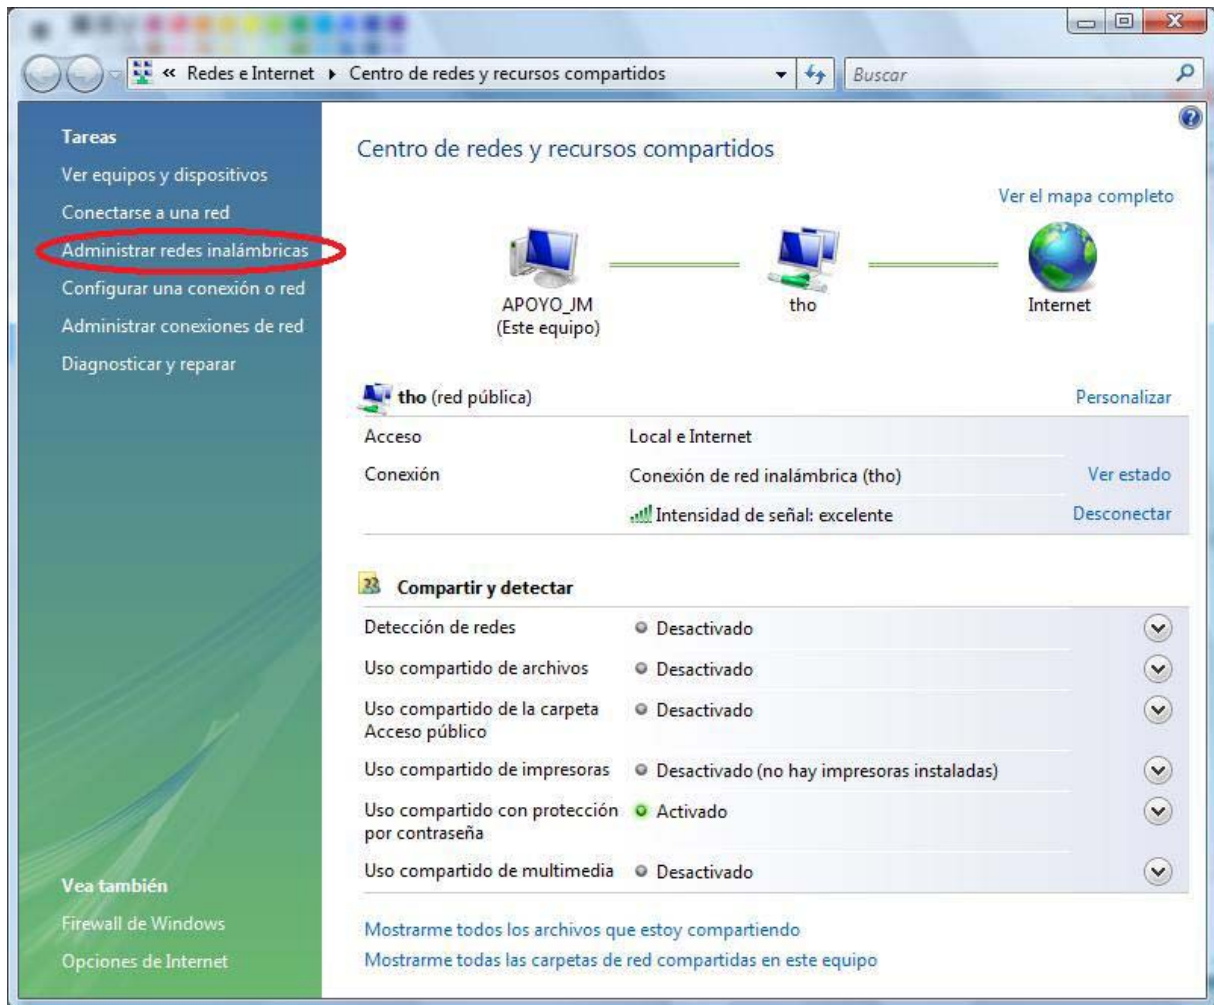 « Redes e Internet ▸ Centro de redes y recursos compartidos
Buscar
Tareas
Ver equipos y dispositivos
Conectarse a una red
Administrar redes inalámbricas
Configurar una conexión o red
Administrar conexiones de red
Diagnosticar y reparar
Vea también
Firewall de Windows
Opciones de Internet
Centro de redes y recursos compartidos
Ver el mapa completo
APOYO_JM
(Este equipo)
tho
Internet
tho (red pública)
Personalizar
Acceso
Local e Internet
Conexión
Conexión de red inalámbrica (tho)
Ver estado
Intensidad de señal: excelente
Desconectar
Compartir y detectar
Detección de redes
Desactivado
Uso compartido de archivos
Desactivado
Uso compartido de la carpeta
Acceso público
Desactivado
Uso compartido de impresoras
Desactivado (no hay impresoras instaladas)
Uso compartido con protección
por contraseña
Activado
Uso compartido de multimedia
Desactivado
Mostrarme todos los archivos que estoy compartiendo
Mostrarme todas las carpetas de red compartidas en este equipo